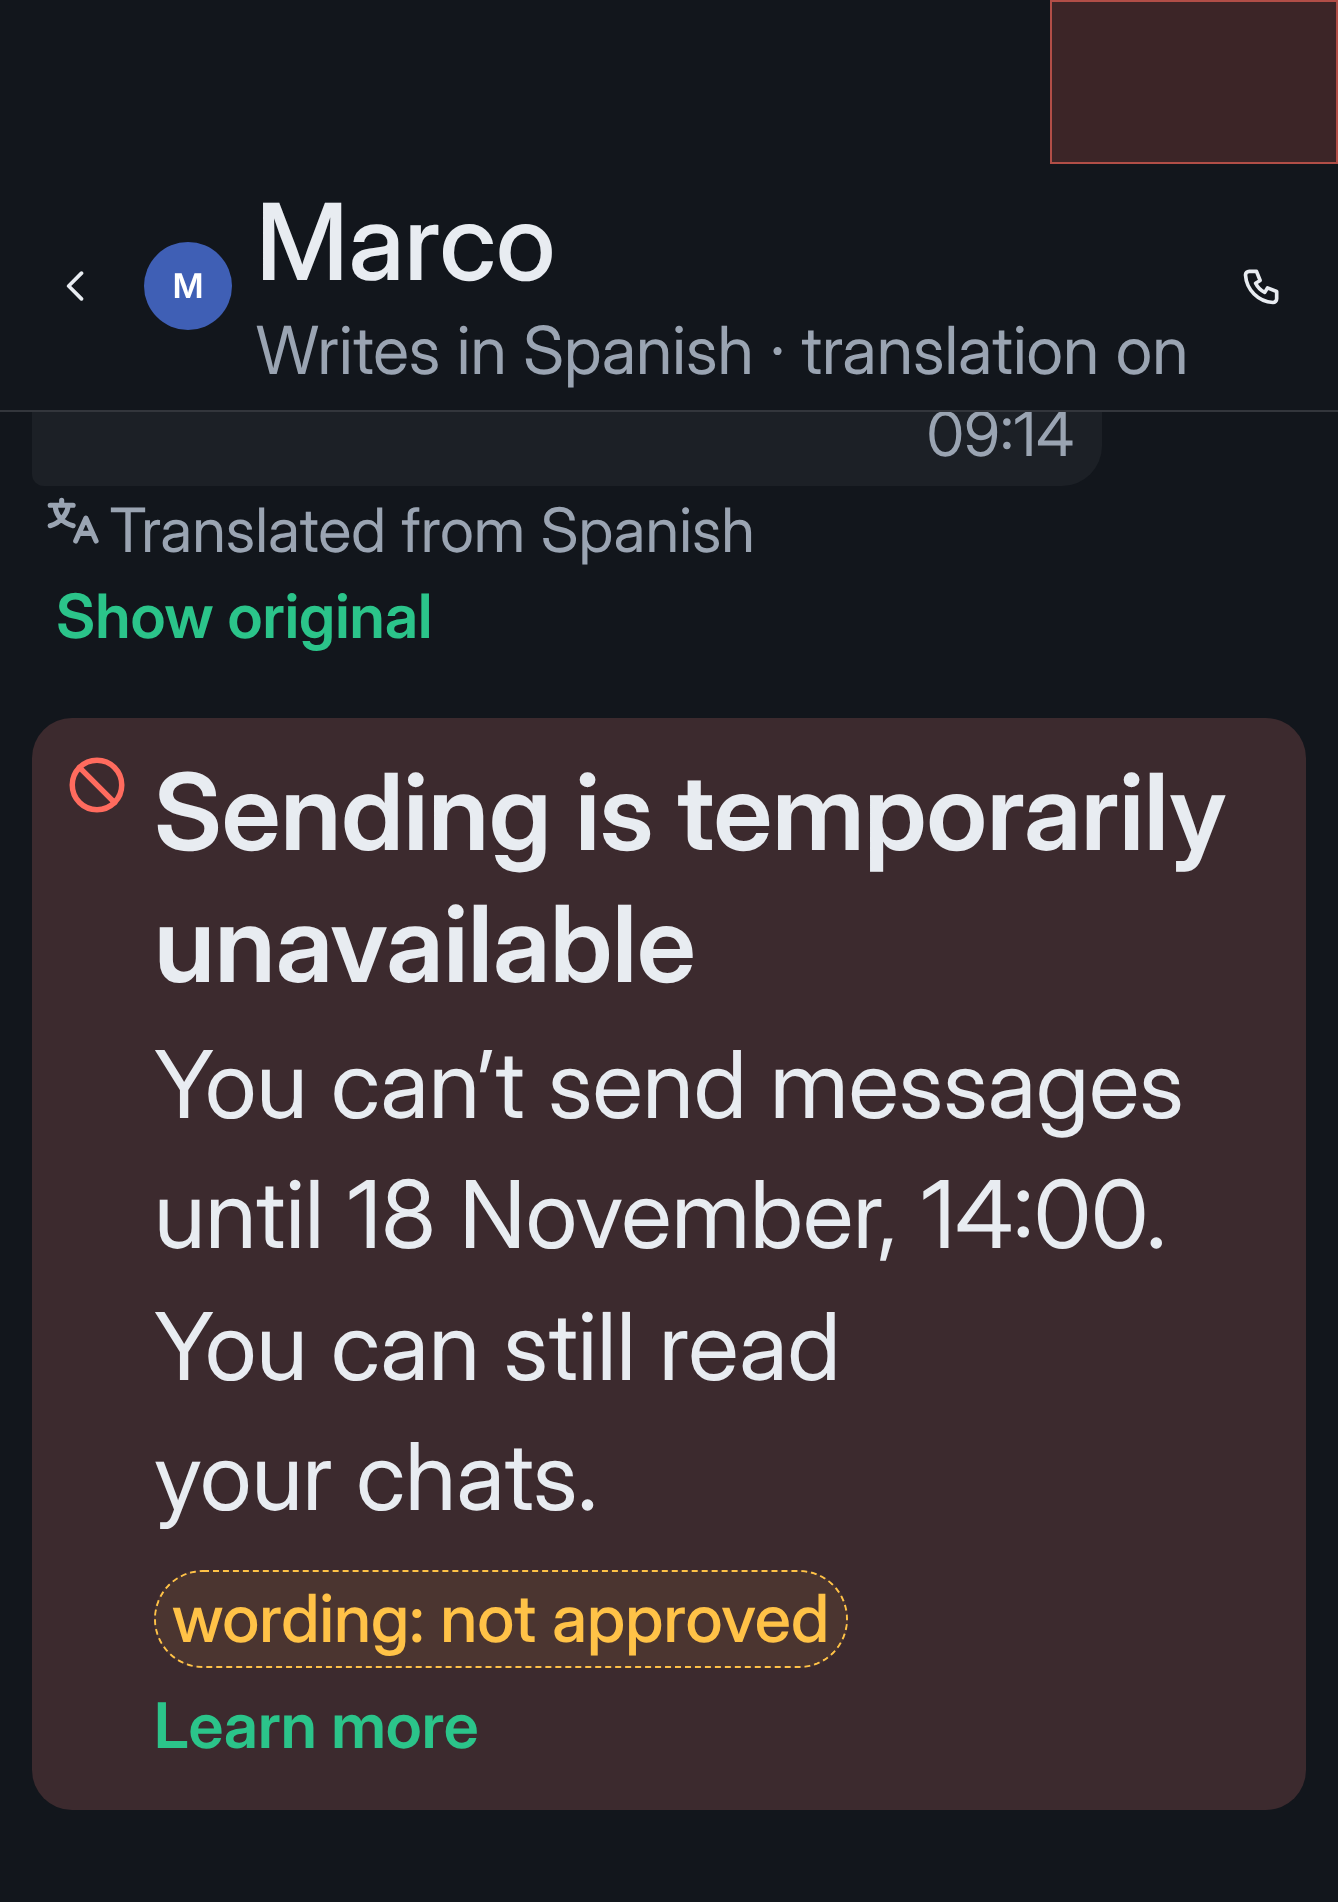 Marco
M
Writes in Spanish · translation on
09:14
Translated from Spanish
Show original
Sending is temporarily
unavailable
You can’t send messages
until 18 November, 14:00.
You can still read
your chats.
wording: not approved
Learn more